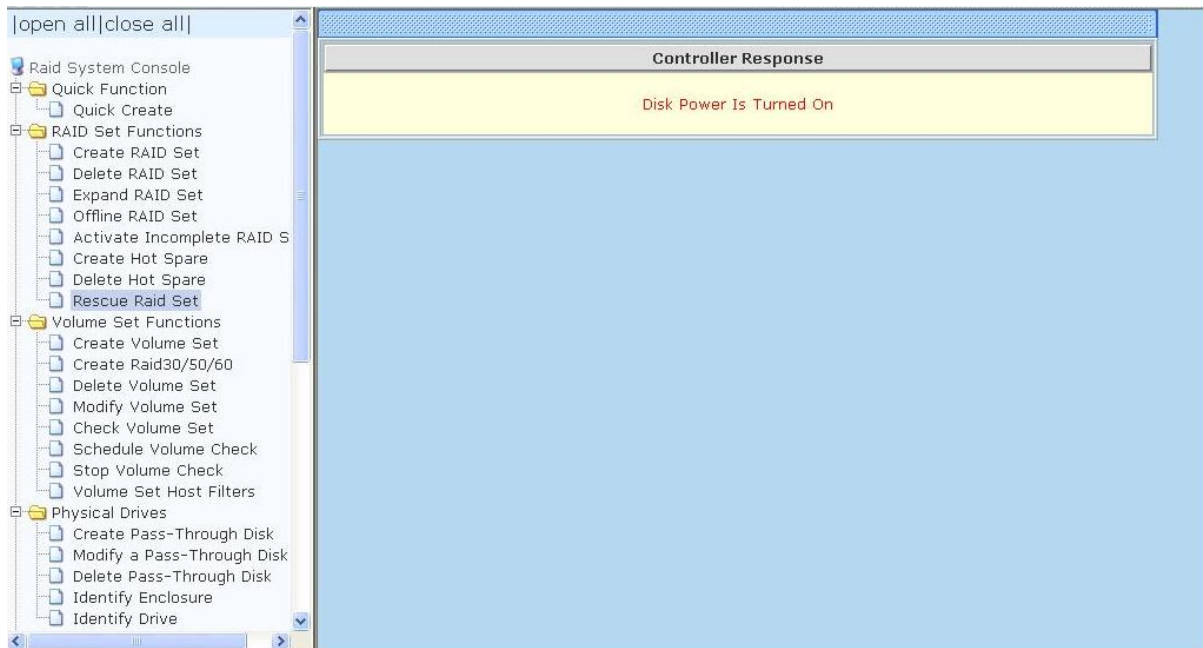 |open all|close all|
Raid System Console
Quick Function
Quick Create
RAID Set Functions
Create RAID Set
Delete RAID Set
Expand RAID Set
Offline RAID Set
Activate Incomplete RAID S
Create Hot Spare
Delete Hot Spare
Rescue Raid Set
Volume Set Functions
Create Volume Set
Create Raid30/50/60
Delete Volume Set
Modify Volume Set
Check Volume Set
Schedule Volume Check
Stop Volume Check
Volume Set Host Filters
Physical Drives
Create Pass-Through Disk
Modify a Pass-Through Disk
Delete Pass-Through Disk
Identify Enclosure
Identify Drive
Controller Response
Disk Power Is Turned On